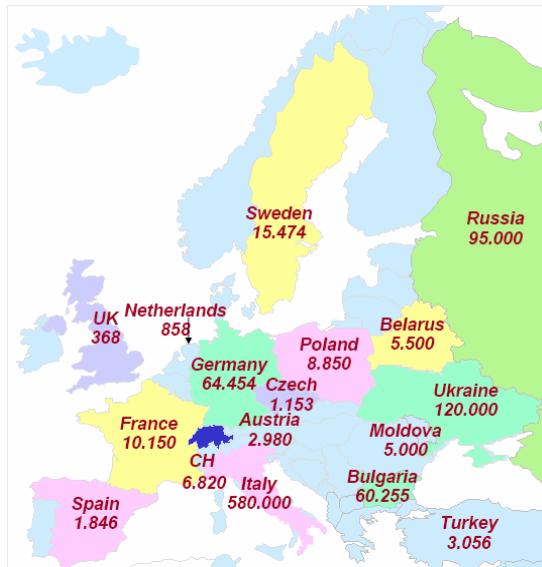 Sweden
15.474
Russia
95.000
Netherlands
858
UK
368
Belarus
5.500
Poland
8.850
Germany
64.454
Czech
1.153
Ukraine
120.000
France
10.150
Austria
2.980
Moldova
5.000
CH
6.820
Italy
580.000
Bulgaria
60.255
Spain
1.846
Turkey
3.056